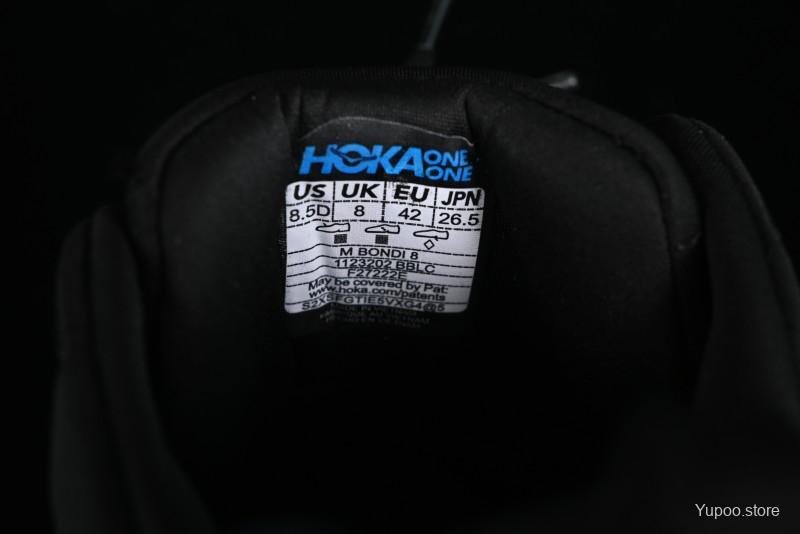 HOKA ONE ONE
US UK EU JPN
8.5D 8 42 26.5
M BONDI 8
1123202 BBLC
F27222E
May be covered by Pat:
www.hoka.com/patents
Yupoo.store